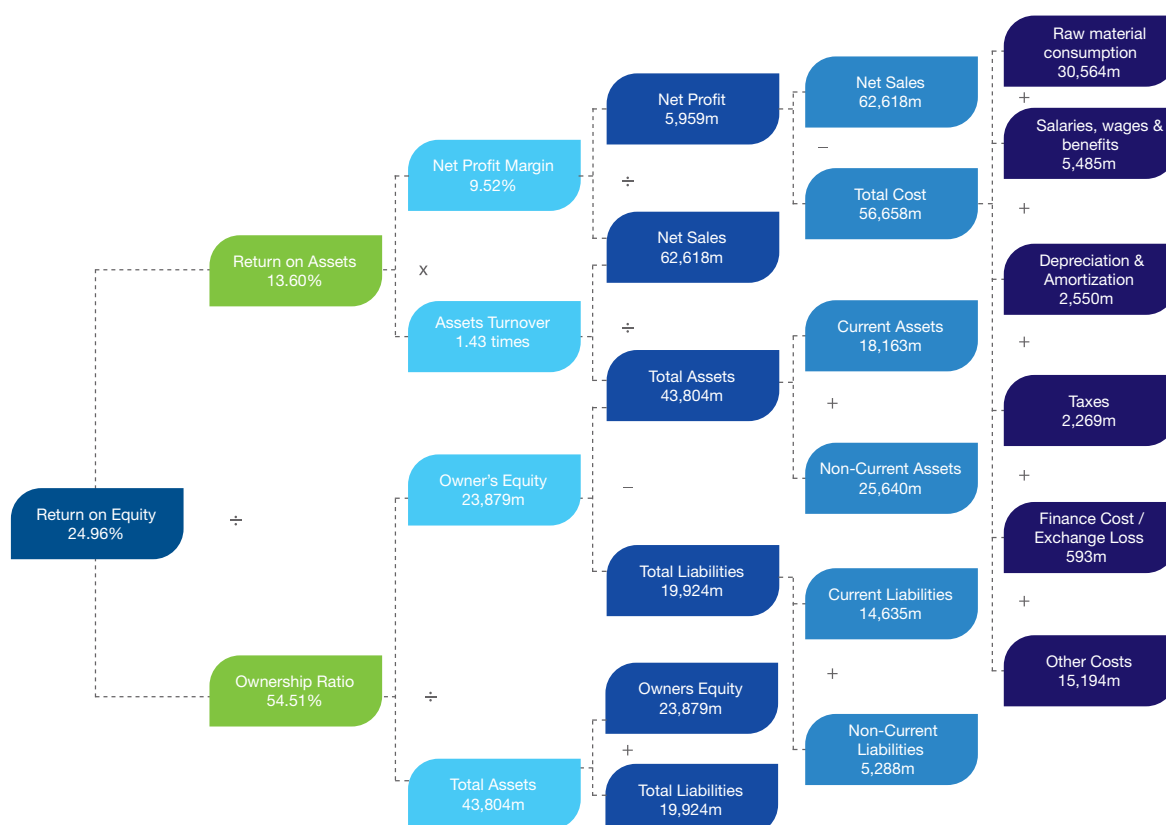 Raw material
consumption
30,564m
+
Salaries, wages &
benefits
5,485m
+
Depreciation &
Amortization
2,550m
+
Taxes
2,269m
+
Finance Cost /
Exchange Loss
593m
+
Other Costs
15,194m
Net Sales
62,618m
–
Total Cost
56,658m
Current Assets
18,163m
+
Non-Current Assets
25,640m
Current Liabilities
14,635m
+
Non-Current
Liabilities
5,288m
Net Profit
5,959m
÷
Net Sales
62,618m
÷
Total Assets
43,804m
–
Total Liabilities
19,924m
Owners Equity
23,879m
+
Total Liabilities
19,924m
Net Profit Margin
9.52%
x
Assets Turnover
1.43 times
Owner's Equity
23,879m
÷
Total Assets
43,804m
Return on Assets
13.60%
÷
Ownership Ratio
54.51%
Return on Equity
24.96%